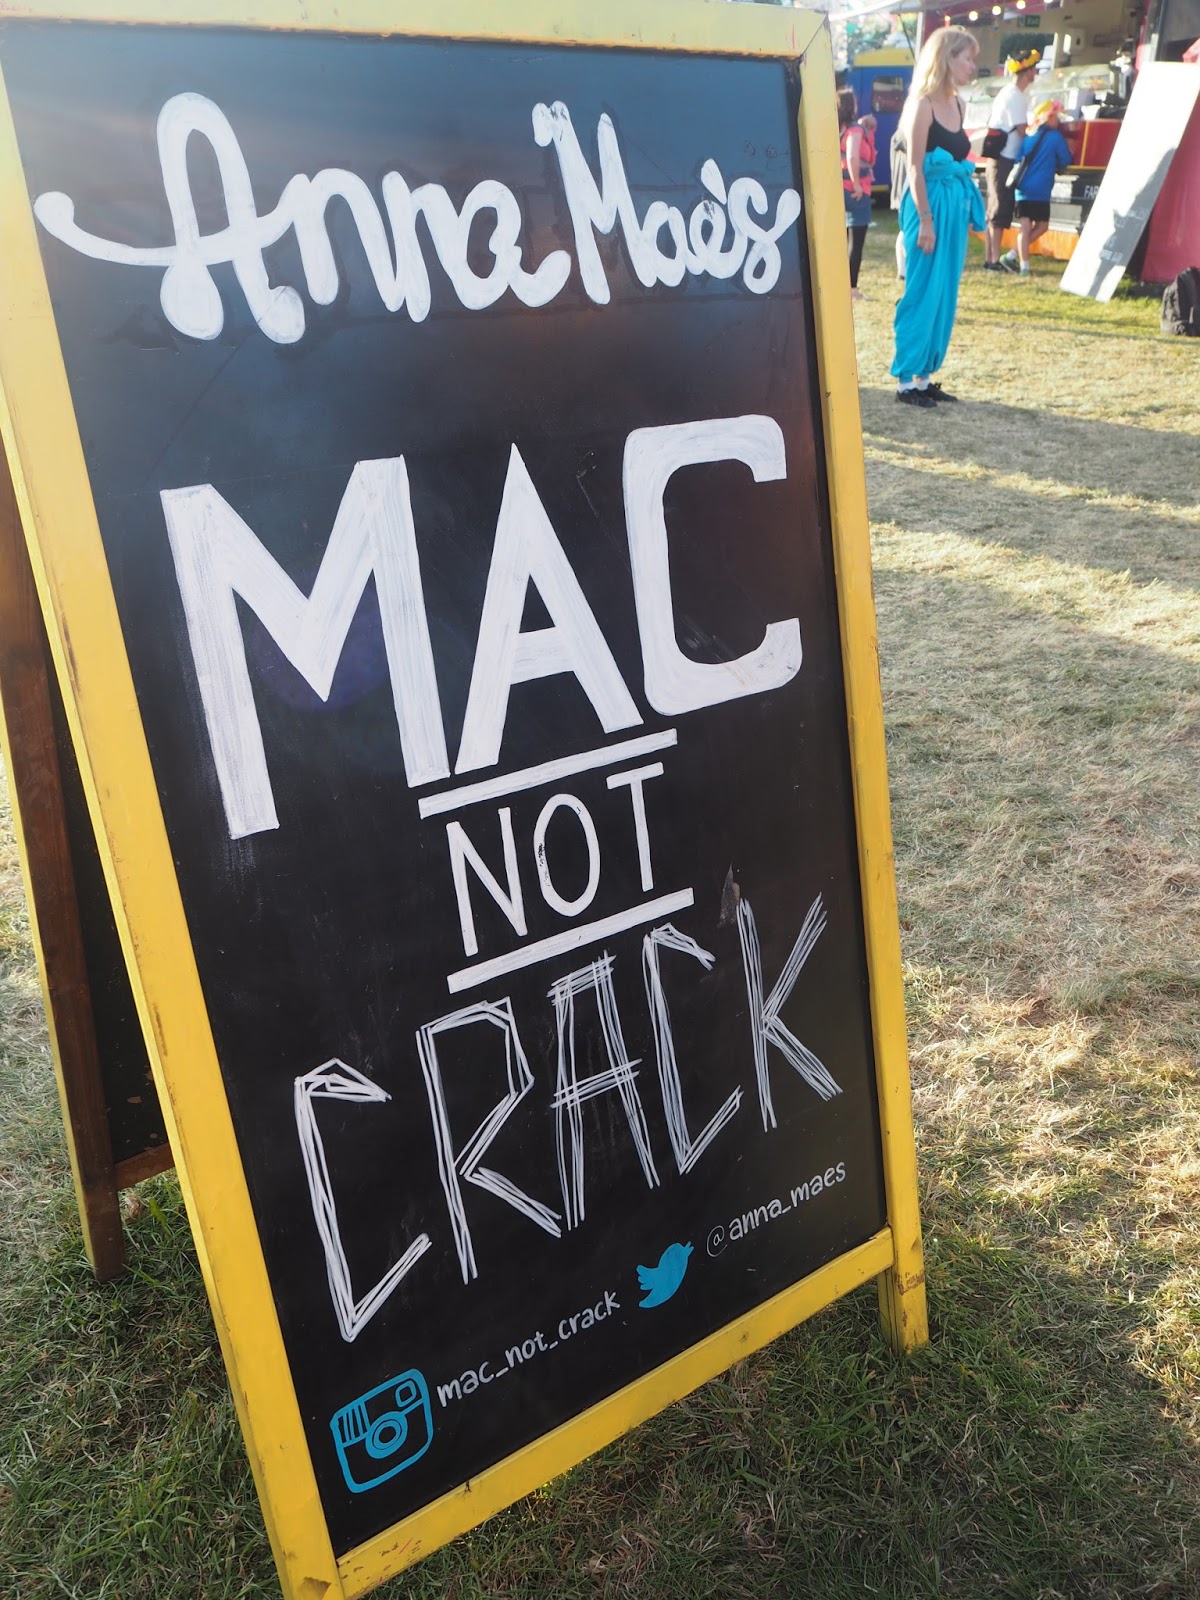 Anna Mae's
MAC
NOT
CRACK
@anna_maes
mac_not_crack